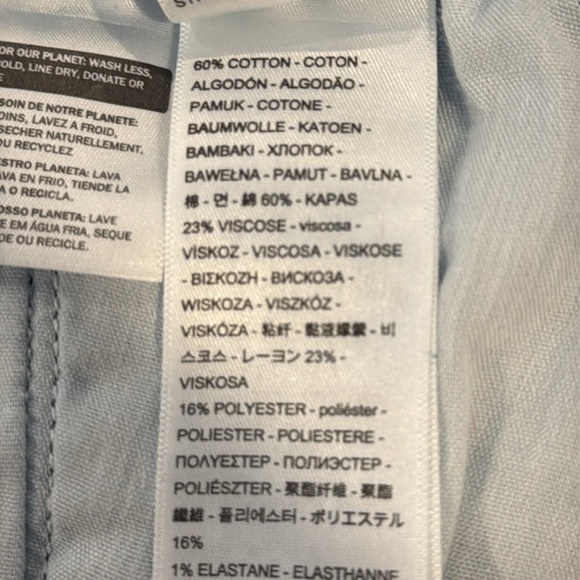 FOR OUR PLANET: WASH LESS,
COLD, LINE DRY, DONATE OR
SOIN DE NOTRE PLANETE:
OINS, LAVEZ A FROID,
SECHER NATURELLEMENT,
OU RECYCLEZ
ESTRO PLANETA: LAVA
AVA EN FRIO, TIENDE LA
A O RECICLA.
OSSO PLANETA: LAVE
E EM ÁGUA FRIA, SEQUE
DE OU RECICLE.
60% COTTON - COTON -
ALGODÓN - ALGODÃO -
PAMUK - COTONE -
BAUMWOLLE - KATOEN -
BAMBAKI - ХЛОПОК -
BAWEŁNA - PAMUT - BAVLNA -
棉 - 면 - 綿 60% - KAPAS
23% VISCOSE - viscosa -
VİSKOZ - VISCOSA - VISKOSE
- ΒΙΣΚΟΖΗ - ВИСКОЗА -
WISKOZA - VISZKÓZ -
VISKÓZA - 粘纤 - 黏液嫘縈 - 비
스코스 - レーヨン 23% -
VISKOSA
16% POLYESTER - poliéster -
POLIESTER - POLIESTERE -
ΠΟΛΥΕΣΤΕΡ - ПОЛИЭСТЕР -
POLIÉSZTER - 聚酯纤维 - 聚酯
纖維 - 폴리에스터 - ポリエステル
16%
1% ELASTANE - ELASTHANNE